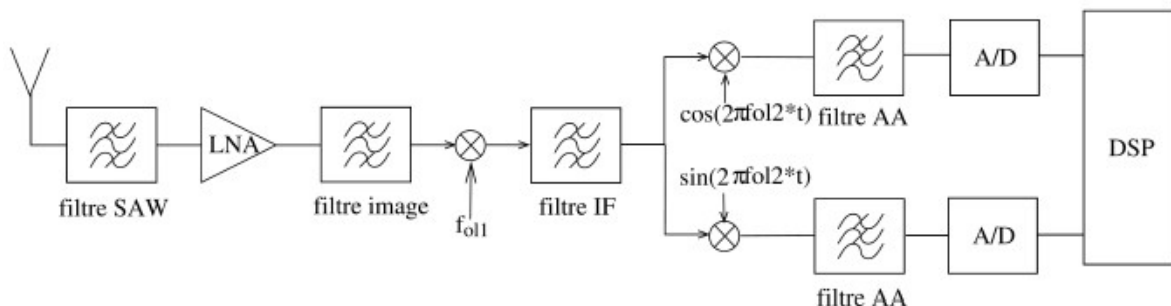 filtre SAW
LNA
filtre image
f_ol1
filtre IF
cos(2πfol2*t)
filtre AA
A/D
sin(2πfol2*t)
filtre AA
A/D
DSP